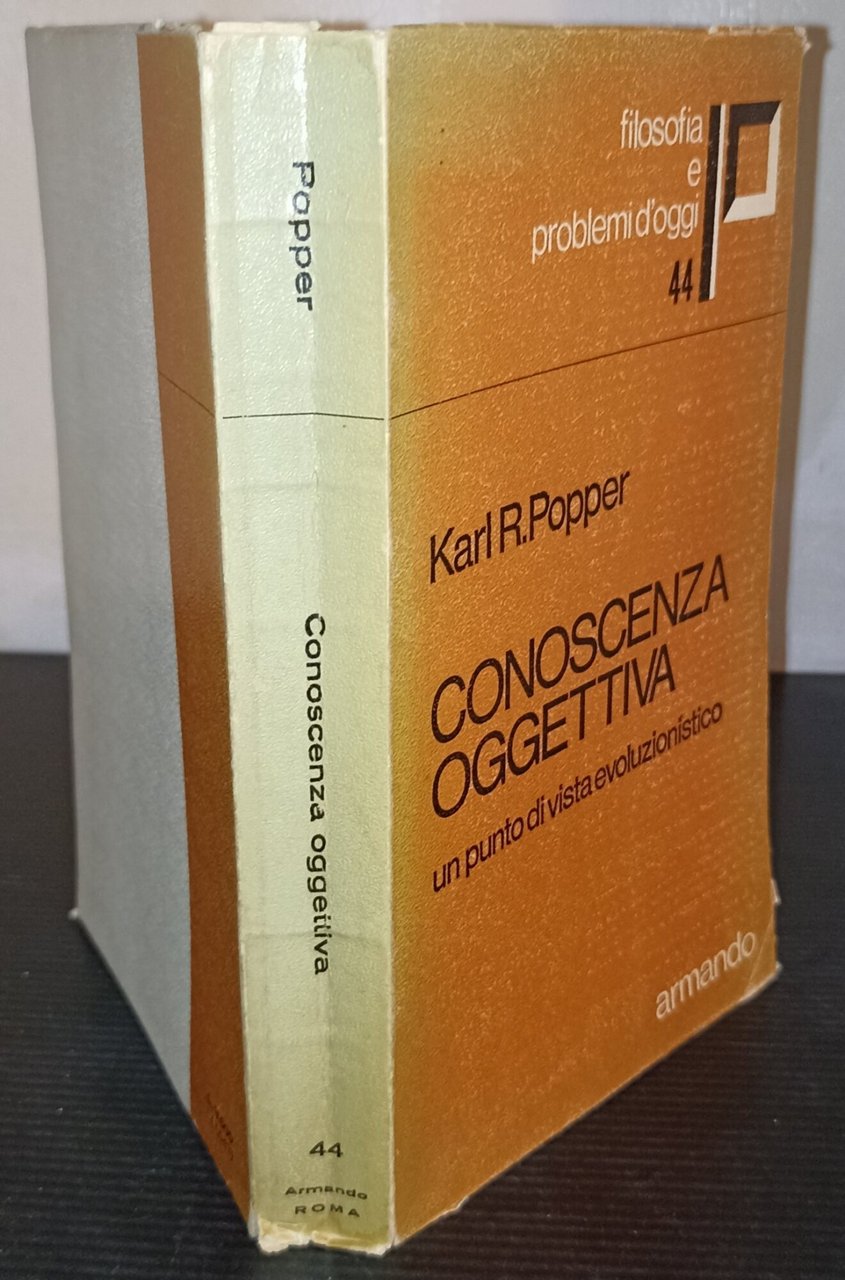 filosofia
e
problemi d'oggi
44
Karl R. Popper
CONOSCENZA
OGGETTIVA
un punto di vista evoluzionistico
armando
Popper
Conoscenza oggettiva
44
Armando
ROMA